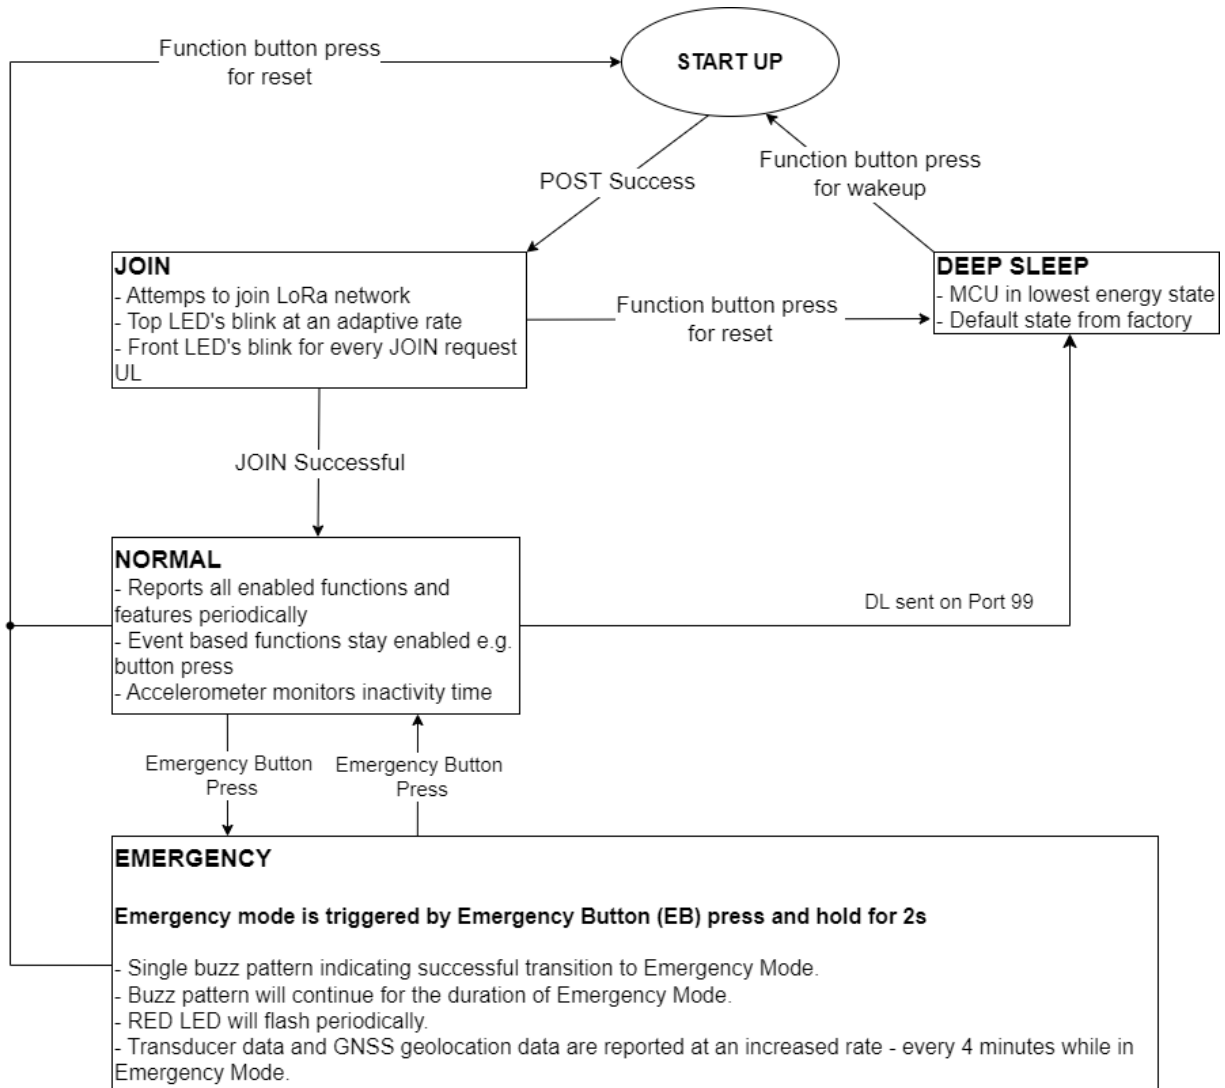 Function button press
for reset
START UP
POST Success
Function button press
for wakeup
JOIN
- Attemps to join LoRa network
- Top LED's blink at an adaptive rate
- Front LED's blink for every JOIN request
UL
Function button press
for reset
DEEP SLEEP
- MCU in lowest energy state
- Default state from factory
JOIN Successful
NORMAL
- Reports all enabled functions and
features periodically
- Event based functions stay enabled e.g.
button press
- Accelerometer monitors inactivity time
DL sent on Port 99
Emergency Button
Press
Emergency Button
Press
EMERGENCY
Emergency mode is triggered by Emergency Button (EB) press and hold for 2s
- Single buzz pattern indicating successful transition to Emergency Mode.
- Buzz pattern will continue for the duration of Emergency Mode.
- RED LED will flash periodically.
- Transducer data and GNSS geolocation data are reported at an increased rate - every 4 minutes while in
Emergency Mode.